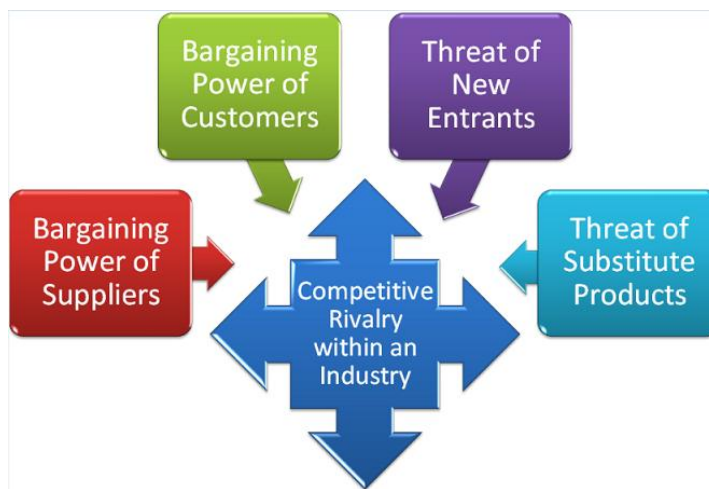 Bargaining
Power of
Customers
Threat of
New
Entrants
Bargaining
Power of
Suppliers
Threat of
Substitute
Products
Competitive
Rivalry
within an
Industry